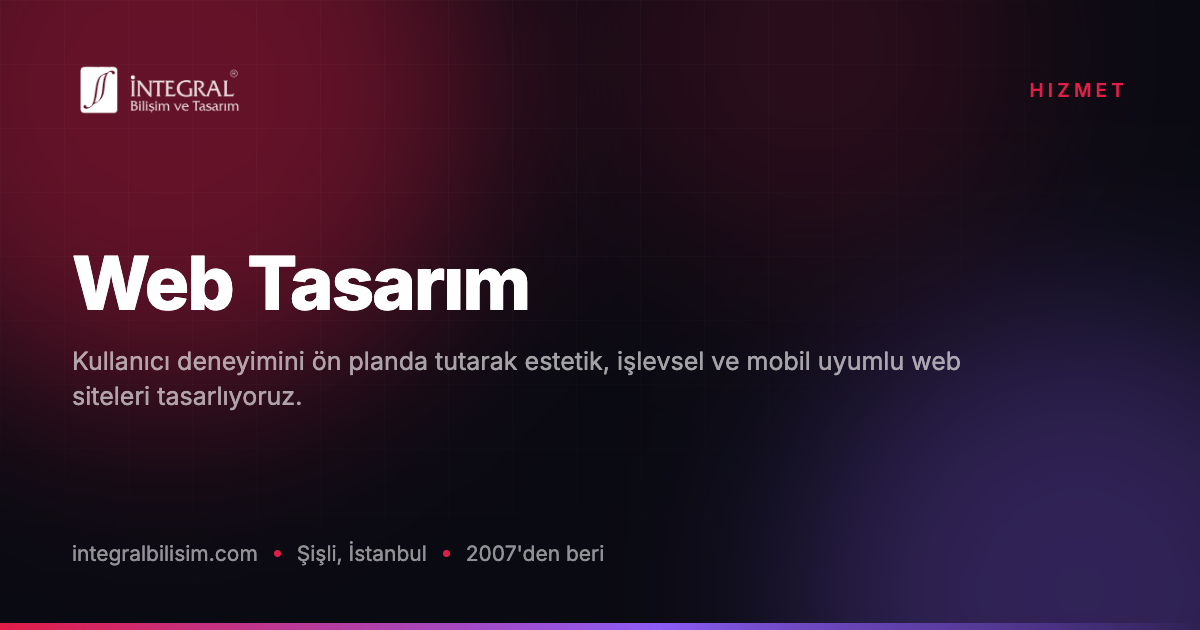 İNTEGRAL®
Bilişim ve Tasarım
HIZMET
Web Tasarım
Kullanıcı deneyimini ön planda tutarak estetik, işlevsel ve mobil uyumlu web
siteleri tasarlıyoruz.
integralbilisim.com • Şişli, İstanbul • 2007'den beri